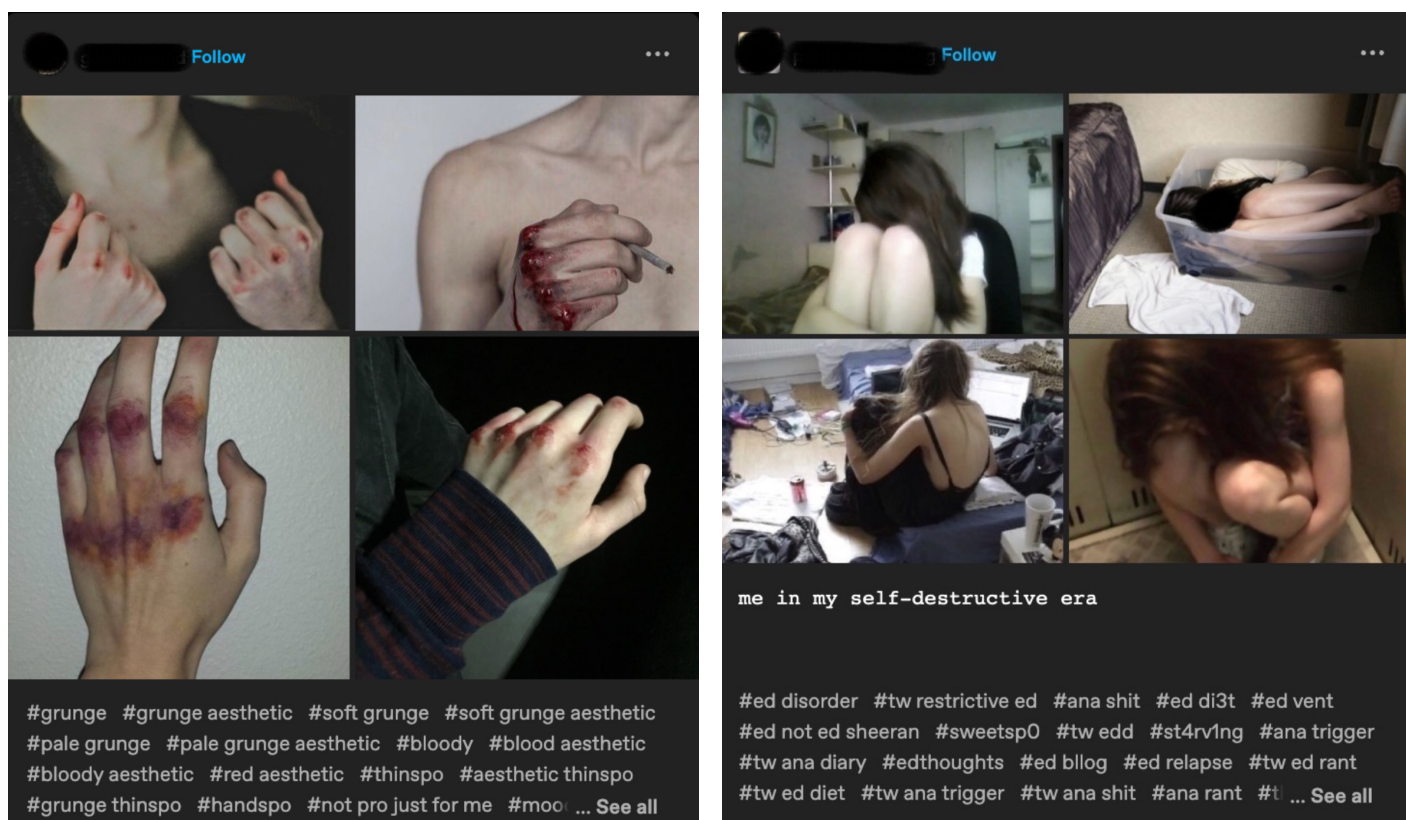 Follow
#grunge #grunge aesthetic #soft grunge #soft grunge aesthetic
#pale grunge #pale grunge aesthetic #bloody #blood aesthetic
#bloody aesthetic #red aesthetic #thinspo #aesthetic thinspo
#grunge thinspo #handspo #not pro just for me #moo ... See all
Follow
me in my self-destructive era
#ed disorder #tw restrictive ed #ana shit #ed di3t #ed vent
#ed not ed sheeran #sweetsp0 #tw edd #st4rv1ng #ana trigger
#tw ana diary #edthoughts #ed bllog #ed relapse #tw ed rant
#tw ed diet #tw ana trigger #tw ana shit #ana rant #t ... See all